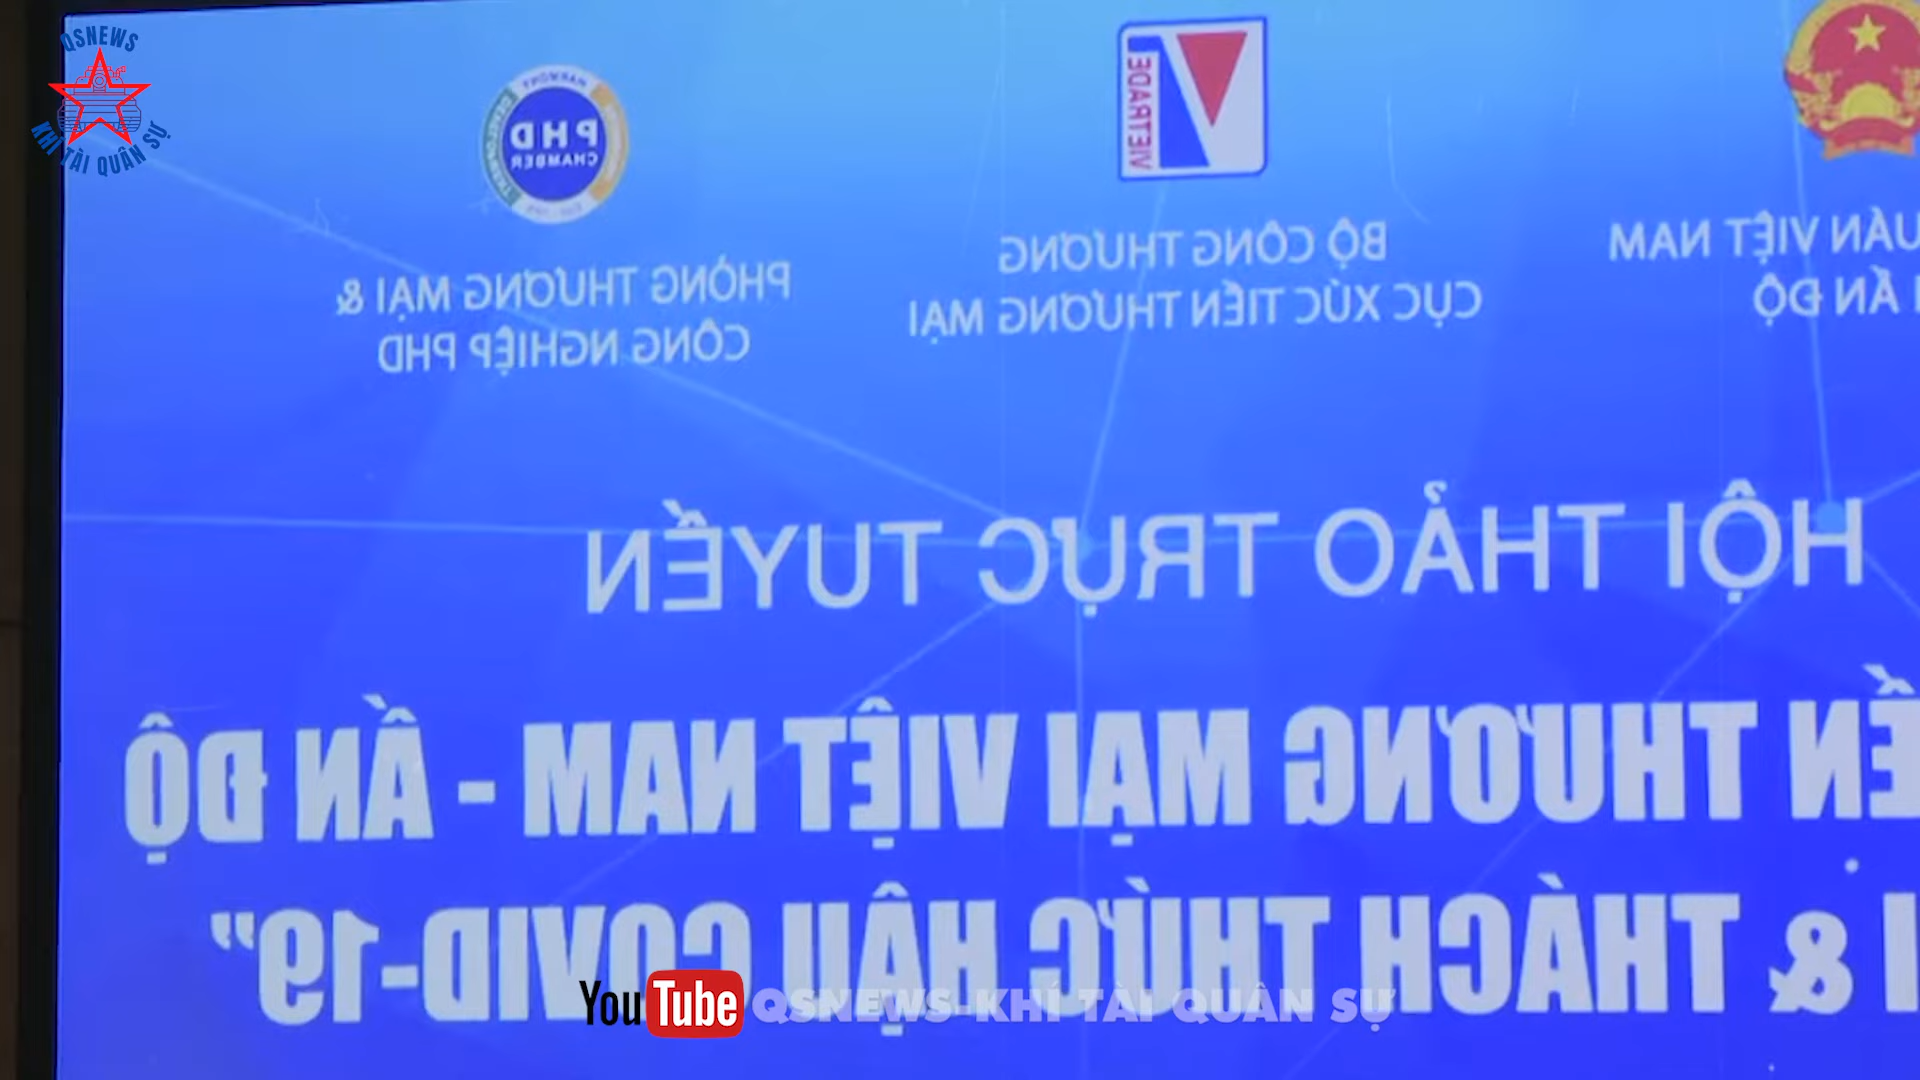 QSNEWS
KHÍ TÀI QUÂN SỰ
HARMONY
PHD
CHAMBER
VIETRADE
PHÒNG THƯƠNG MẠI &
CÔNG NGHIỆP PHD
BỘ CÔNG THƯƠNG
CỤC XÚC TIẾN THƯƠNG MẠI
VIỆT NAM
ẤN ĐỘ
HỘI THẢO TRỰC TUYẾN
THƯƠNG MẠI VIỆT NAM - ẤN ĐỘ
& THÁCH THỨC HẬU COVID-19"
YouTube QSNEWS-KHÍ TÀI QUÂN SỰ